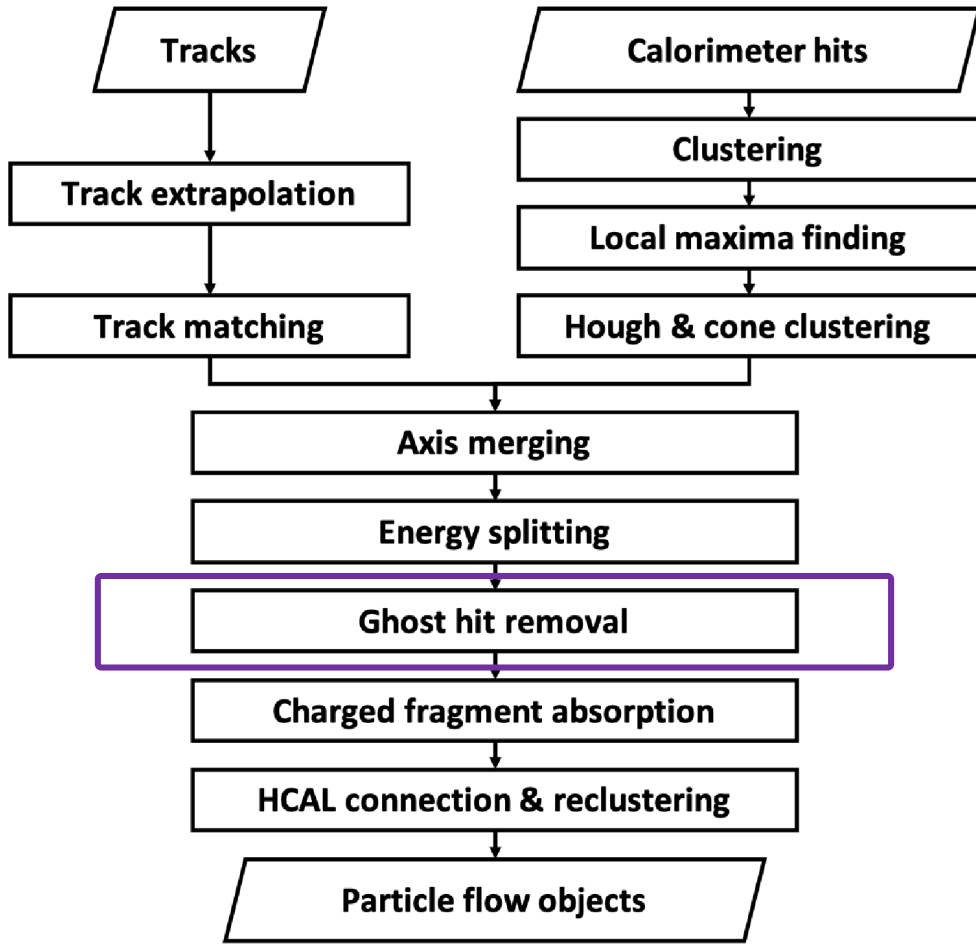 Tracks
Calorimeter hits
Track extrapolation
Track matching
Clustering
Local maxima finding
Hough & cone clustering
Axis merging
Energy splitting
Ghost hit removal
Charged fragment absorption
HCAL connection & reclustering
Particle flow objects